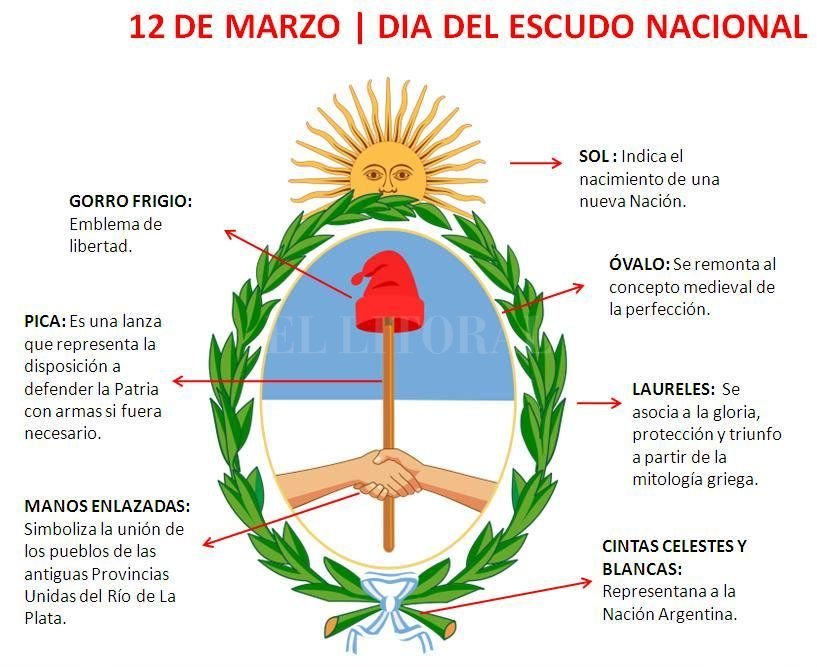 12 DE MARZO | DIA DEL ESCUDO NACIONAL
SOL : Indica el
nacimiento de una
nueva Nación.
GORRO FRIGIO:
Emblema de
libertad.
ÓVALO: Se remonta al
concepto medieval de
la perfección.
PICA: Es una lanza
que representa la
disposición a
defender la Patria
con armas si fuera
necesario.
EL LITORAL
LAURELES: Se
asocia a la gloria,
protección y triunfo
a partir de la
mitología griega.
MANOS ENLAZADAS:
Simboliza la unión de
los pueblos de las
antiguas Provincias
Unidas del Río de La
Plata.
CINTAS CELESTES Y
BLANCAS:
Representana a la
Nación Argentina.